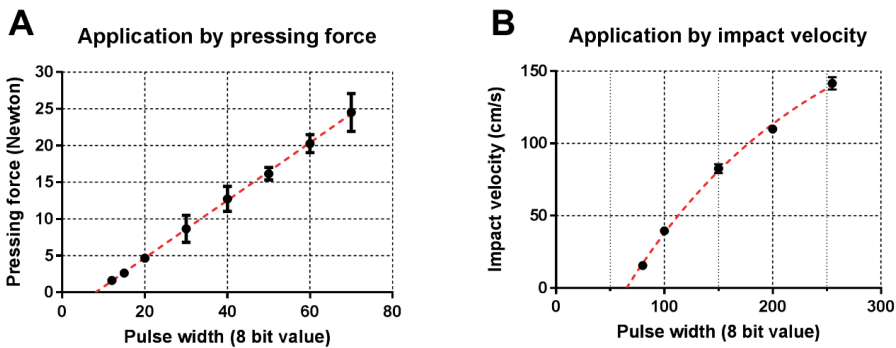 A
Application by pressing force
Pressing force (Newton)
30
25
20
15
10
5
0
0 20 40 60 80
Pulse width (8 bit value)
B
Application by impact velocity
Impact velocity (cm/s)
150
100
50
0
0 100 200 300
Pulse width (8 bit value)